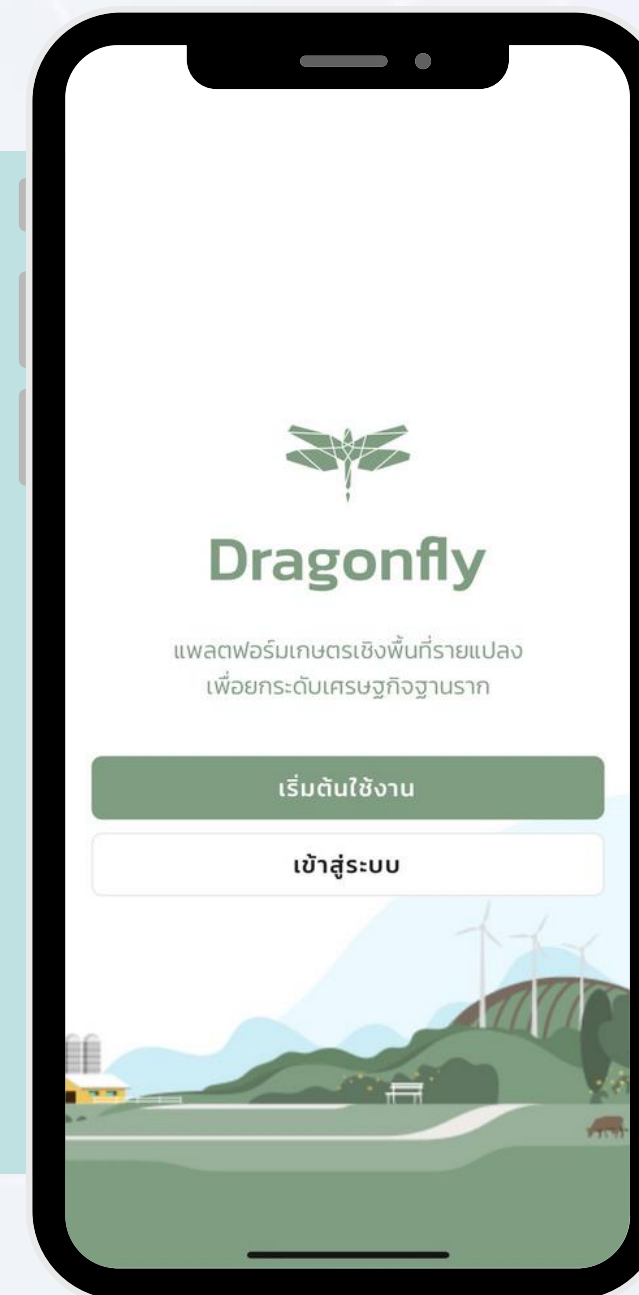 Dragonfly
แพลตฟอร์มเกษตรเชิงพื้นที่รายแปลง
เพื่อยกระดับเศรษฐกิจฐานราก
เริ่มต้นใช้งาน
เข้าสู่ระบบ